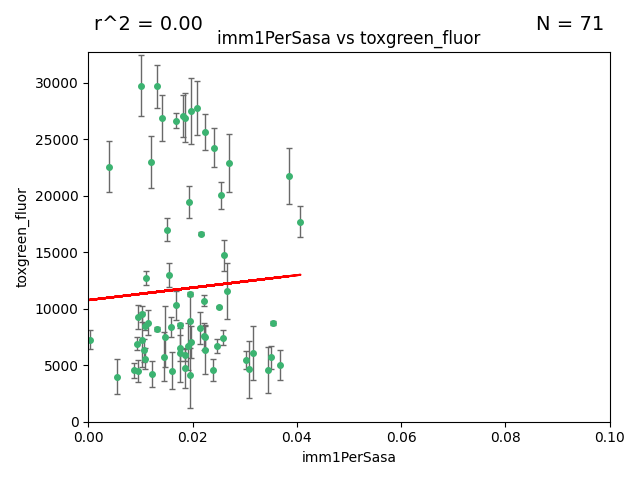 r^2 = 0.00
N = 71
imm1PerSasa vs toxgreen_fluor
toxgreen_fluor
30000
25000
20000
15000
10000
5000
0
0.00 0.02 0.04 0.06 0.08 0.10
imm1PerSasa